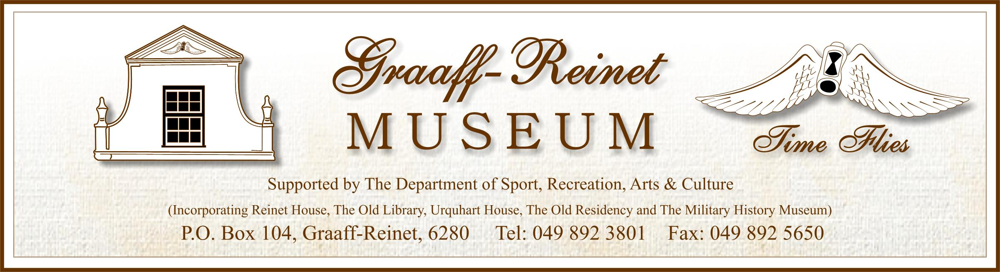 Graaff-Reinet
MUSEUM
Time Flies
Supported by The Department of Sport, Recreation, Arts & Culture
(Incorporating Reinet House, The Old Library, Urquhart House, The Old Residency and The Military History Museum)
P.O. Box 104, Graaff-Reinet, 6280 Tel: 049 892 3801 Fax: 049 892 5650